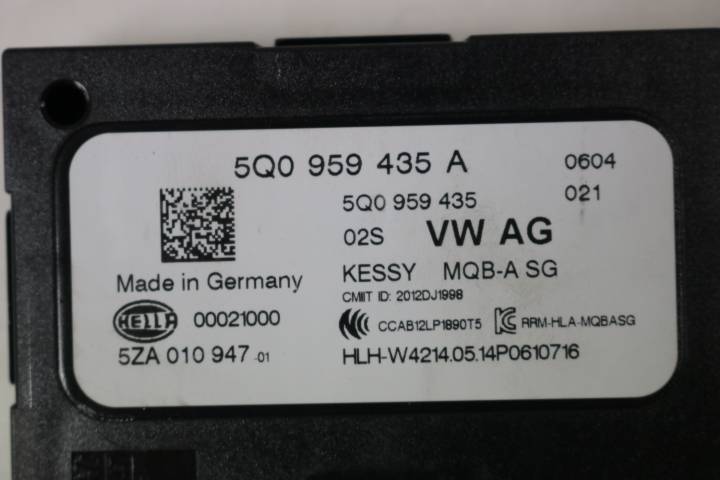 5Q0 959 435 A 0604
5Q0 959 435 021
02S VW AG
Made in Germany KESSY MQB-A SG
CMIIT ID: 2012DJ1998
HELLA 00021000 CCAB12LP1890T5 RRM-HLA-MQBASG
5ZA 010 947 -01 HLH-W4214.05.14P0610716